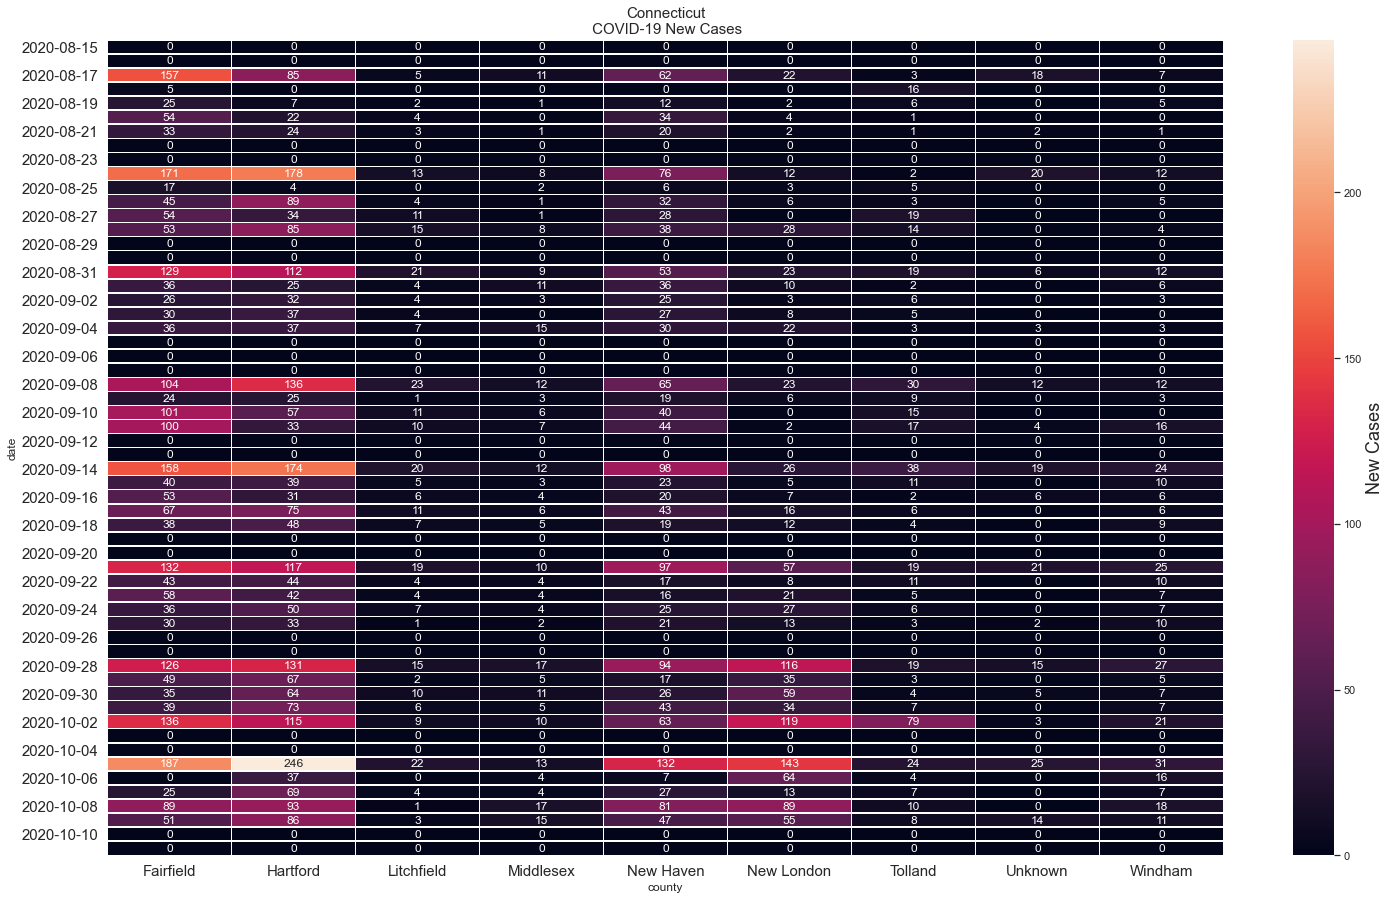 Connecticut
COVID-19 New Cases
2020-08-15 0 0 0 0 0 0 0 0 0
0 0 0 0 0 0 0 0 0
2020-08-17 157 85 5 11 62 22 3 18 7
5 0 0 0 0 0 16 0 0
2020-08-19 25 7 2 1 12 2 6 0 5
54 22 4 0 34 4 1 0 0
2020-08-21 33 24 3 1 20 2 1 2 1
0 0 0 0 0 0 0 0 0
2020-08-23 0 0 0 0 0 0 0 0 0
171 178 13 8 76 12 2 20 12
2020-08-25 17 4 0 2 6 3 5 0 0
45 89 4 1 32 6 3 0 5
2020-08-27 54 34 11 1 28 0 19 0 0
53 85 15 8 38 28 14 0 4
2020-08-29 0 0 0 0 0 0 0 0 0
0 0 0 0 0 0 0 0 0
2020-08-31 129 112 21 9 53 23 19 6 12
36 25 4 11 36 10 2 0 6
2020-09-02 26 32 4 3 25 3 6 0 3
30 37 4 0 27 8 5 0 0
2020-09-04 36 37 7 15 30 22 3 3 3
0 0 0 0 0 0 0 0 0
2020-09-06 0 0 0 0 0 0 0 0 0
0 0 0 0 0 0 0 0 0
2020-09-08 104 136 23 12 65 23 30 12 12
24 25 1 3 19 6 9 0 3
2020-09-10 101 57 11 6 40 0 15 0 0
100 33 10 7 44 2 17 4 16
2020-09-12 0 0 0 0 0 0 0 0 0
0 0 0 0 0 0 0 0 0
2020-09-14 158 174 20 12 98 26 38 19 24
40 39 5 3 23 5 11 0 10
2020-09-16 53 31 6 4 20 7 2 6 6
67 75 11 6 43 16 6 0 6
2020-09-18 38 48 7 5 19 12 4 0 9
0 0 0 0 0 0 0 0 0
2020-09-20 0 0 0 0 0 0 0 0 0
132 117 19 10 97 57 19 21 25
2020-09-22 43 44 4 4 17 8 11 0 10
58 42 4 4 16 21 5 0 7
2020-09-24 36 50 7 4 25 27 6 0 7
30 33 1 2 21 13 3 2 10
2020-09-26 0 0 0 0 0 0 0 0 0
0 0 0 0 0 0 0 0 0
2020-09-28 126 131 15 17 94 116 19 15 27
49 67 2 5 17 35 3 0 5
2020-09-30 35 64 10 11 26 59 4 5 7
39 73 6 5 43 34 7 0 7
2020-10-02 136 115 9 10 63 119 79 3 21
0 0 0 0 0 0 0 0 0
2020-10-04 0 0 0 0 0 0 0 0 0
187 246 22 13 132 143 24 25 31
2020-10-06 0 37 0 4 7 64 4 0 16
25 69 4 4 27 13 7 0 7
2020-10-08 89 93 1 17 81 89 10 0 18
51 86 3 15 47 55 8 14 11
2020-10-10 0 0 0 0 0 0 0 0 0
0 0 0 0 0 0 0 0 0
Fairfield Hartford Litchfield Middlesex New Haven New London Tolland Unknown Windham
county
date
200
150
100
50
0
New Cases